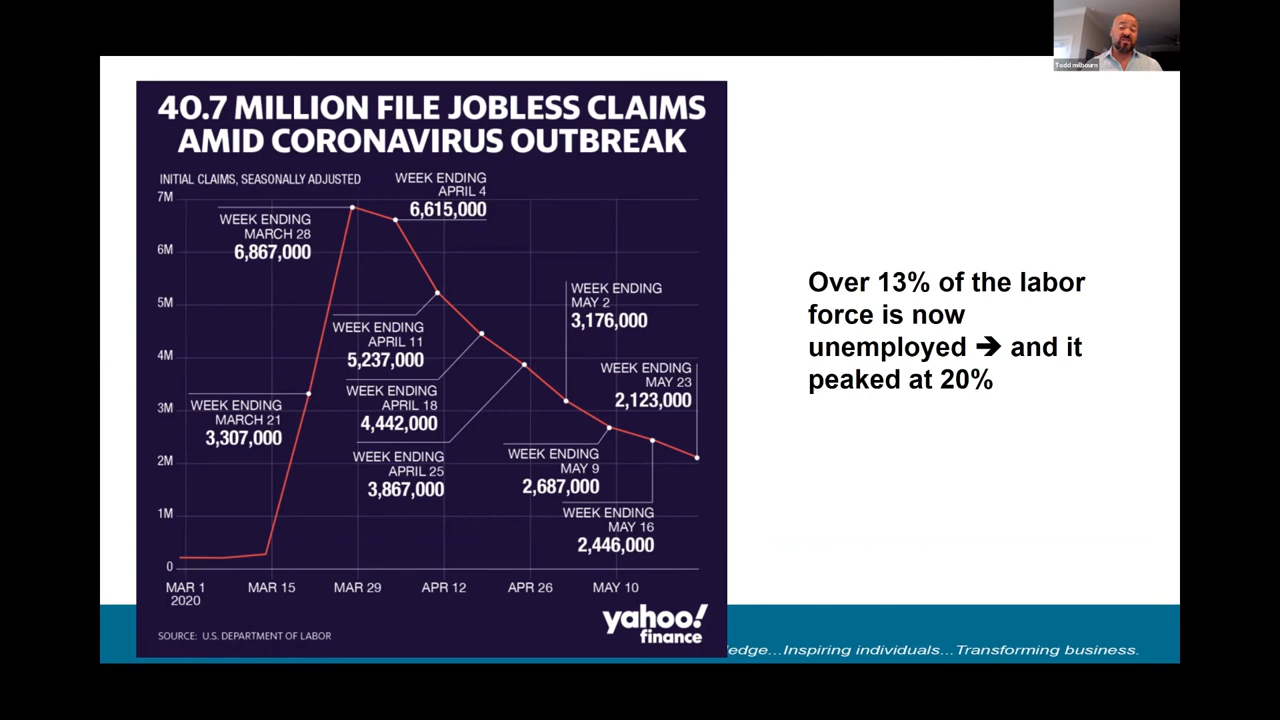 Todd milbourn
40.7 MILLION FILE JOBLESS CLAIMS
AMID CORONAVIRUS OUTBREAK
INITIAL CLAIMS, SEASONALLY ADJUSTED
7M
6M
5M
4M
3M
2M
1M
0
WEEK ENDING
MARCH 21
3,307,000
WEEK ENDING
MARCH 28
6,867,000
WEEK ENDING
APRIL 4
6,615,000
WEEK ENDING
APRIL 11
5,237,000
WEEK ENDING
APRIL 18
4,442,000
WEEK ENDING
APRIL 25
3,867,000
WEEK ENDING
MAY 2
3,176,000
WEEK ENDING
MAY 9
2,687,000
WEEK ENDING
MAY 16
2,446,000
WEEK ENDING
MAY 23
2,123,000
MAR 1
2020
MAR 15
MAR 29
APR 12
APR 26
MAY 10
SOURCE: U.S. DEPARTMENT OF LABOR
yahoo!
finance
Over 13% of the labor
force is now
unemployed ➔ and it
peaked at 20%
ledge...Inspiring individuals...Transforming business.